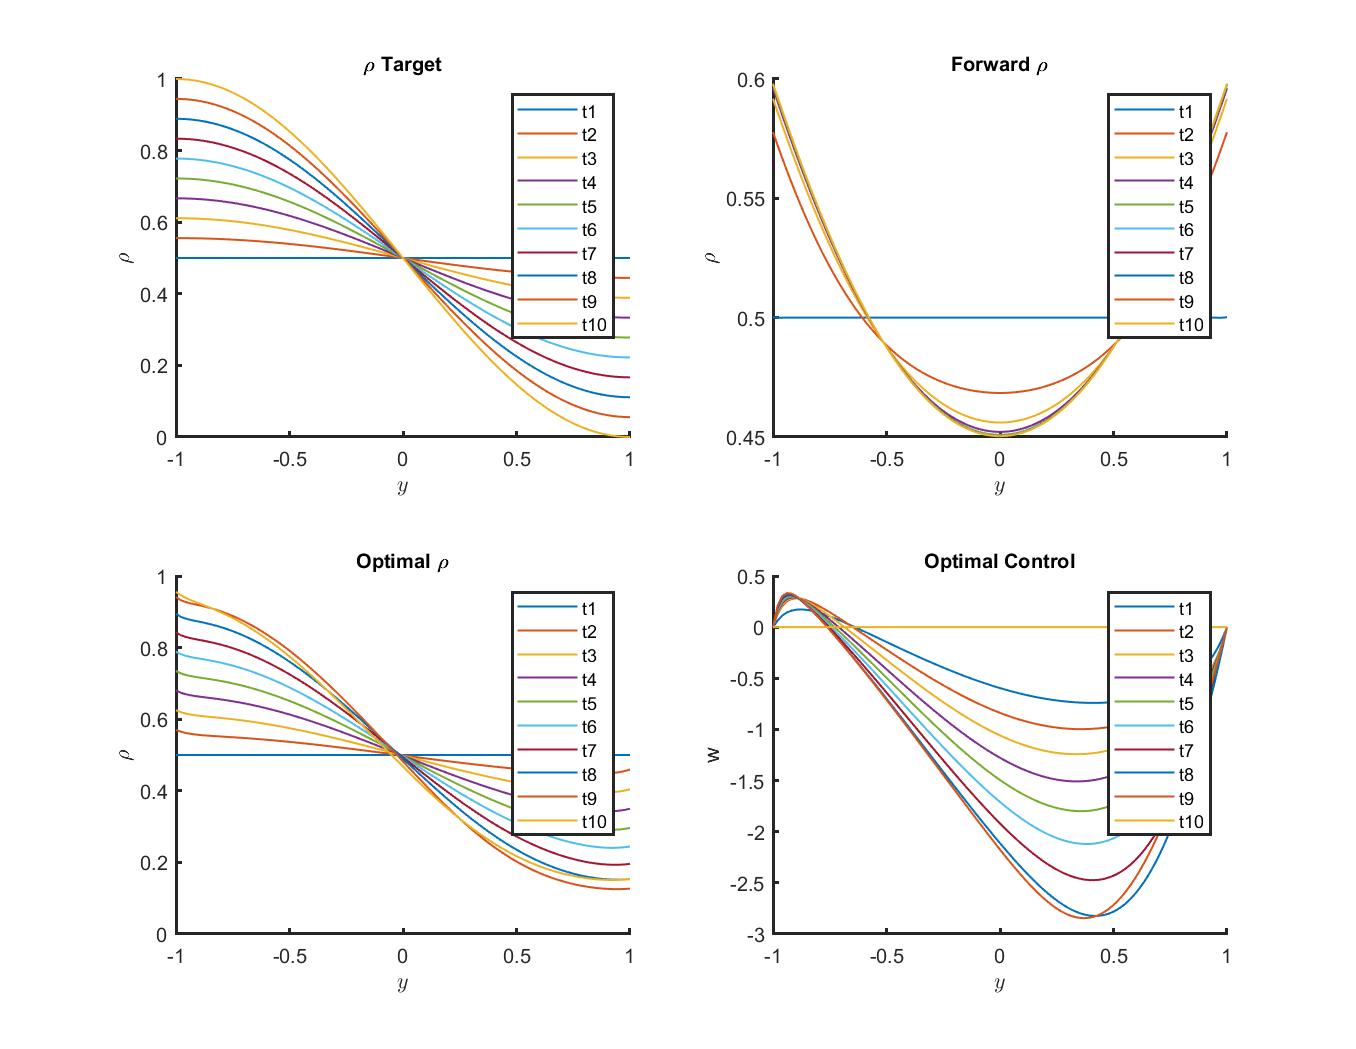 ρ Target
1
0.8
0.6
0.4
0.2
0
ρ
-1
-0.5
0
0.5
1
y
t1
t2
t3
t4
t5
t6
t7
t8
t9
t10
Forward ρ
0.6
0.55
0.5
0.45
ρ
-1
-0.5
0
0.5
1
y
t1
t2
t3
t4
t5
t6
t7
t8
t9
t10
Optimal ρ
1
0.8
0.6
0.4
0.2
0
ρ
-1
-0.5
0
0.5
1
y
t1
t2
t3
t4
t5
t6
t7
t8
t9
t10
Optimal Control
0.5
0
-0.5
-1
-1.5
-2
-2.5
-3
w
-1
-0.5
0
0.5
1
y
t1
t2
t3
t4
t5
t6
t7
t8
t9
t10